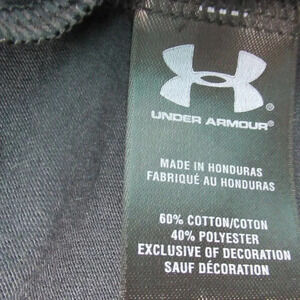 UNDER ARMOUR®
MADE IN HONDURAS
FABRIQUÉ AU HONDURAS
60% COTTON/COTON
40% POLYESTER
EXCLUSIVE OF DECORATION
SAUF DÉCORATION